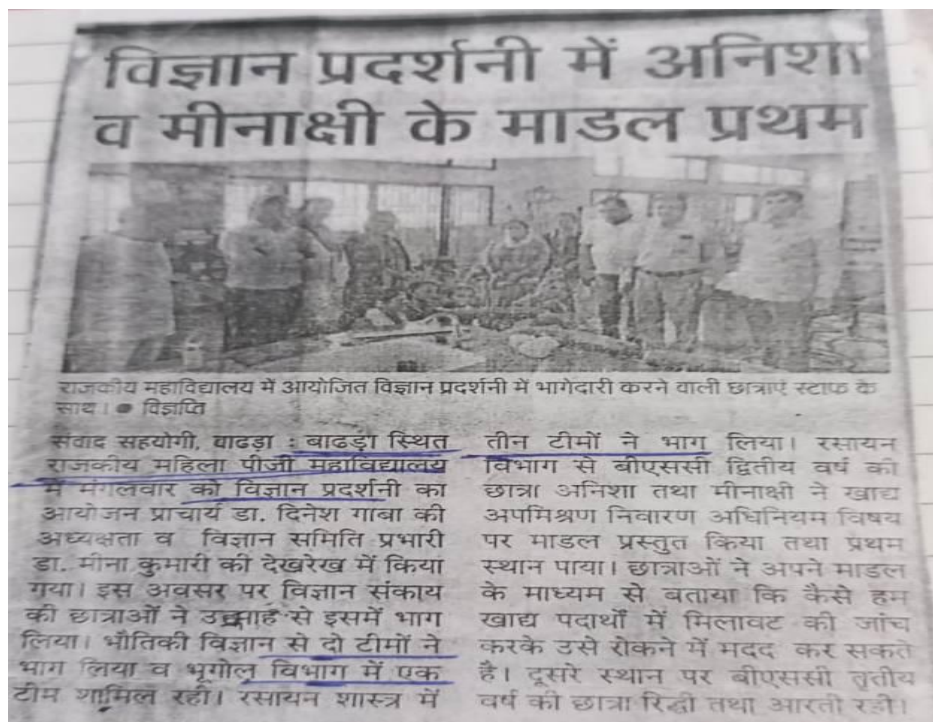 विज्ञान प्रदर्शनी में अनिशा
व मीनाक्षी के माडल प्रथम
राजकीय महाविद्यालय में आयोजित विज्ञान प्रदर्शनी में भागेदारी करने वाली छात्राएं स्टाफ के
साथ। ● विज्ञप्ति
संवाद सहयोगी, बाढड़ा : बाढड़ा स्थित
राजकीय महिला पीजी महाविद्यालय
में मंगलवार को विज्ञान प्रदर्शनी का
आयोजन प्राचार्य डा. दिनेश गाबा की
अध्यक्षता व विज्ञान समिति प्रभारी
डा. मीना कुमारी की देखरेख में किया
गया। इस अवसर पर विज्ञान संकाय
की छात्राओं ने उत्साह से इसमें भाग
लिया। भौतिकी विज्ञान से दो टीमों ने
भाग लिया व भूगोल विभाग में एक
टीम शामिल रही। रसायन शास्त्र में
तीन टीमों ने भाग लिया। रसायन
विभाग से बीएससी द्वितीय वर्ष की
छात्रा अनिशा तथा मीनाक्षी ने खाद्य
अपमिश्रण निवारण अधिनियम विषय
पर माडल प्रस्तुत किया तथा प्रथम
स्थान पाया। छात्राओं ने अपने माडल
के माध्यम से बताया कि कैसे हम
खाद्य पदार्थों में मिलावट की जांच
करके उसे रोकने में मदद कर सकते
है। दूसरे स्थान पर बीएससी तृतीय
वर्ष की छात्रा रिद्धी तथा आरती रही।